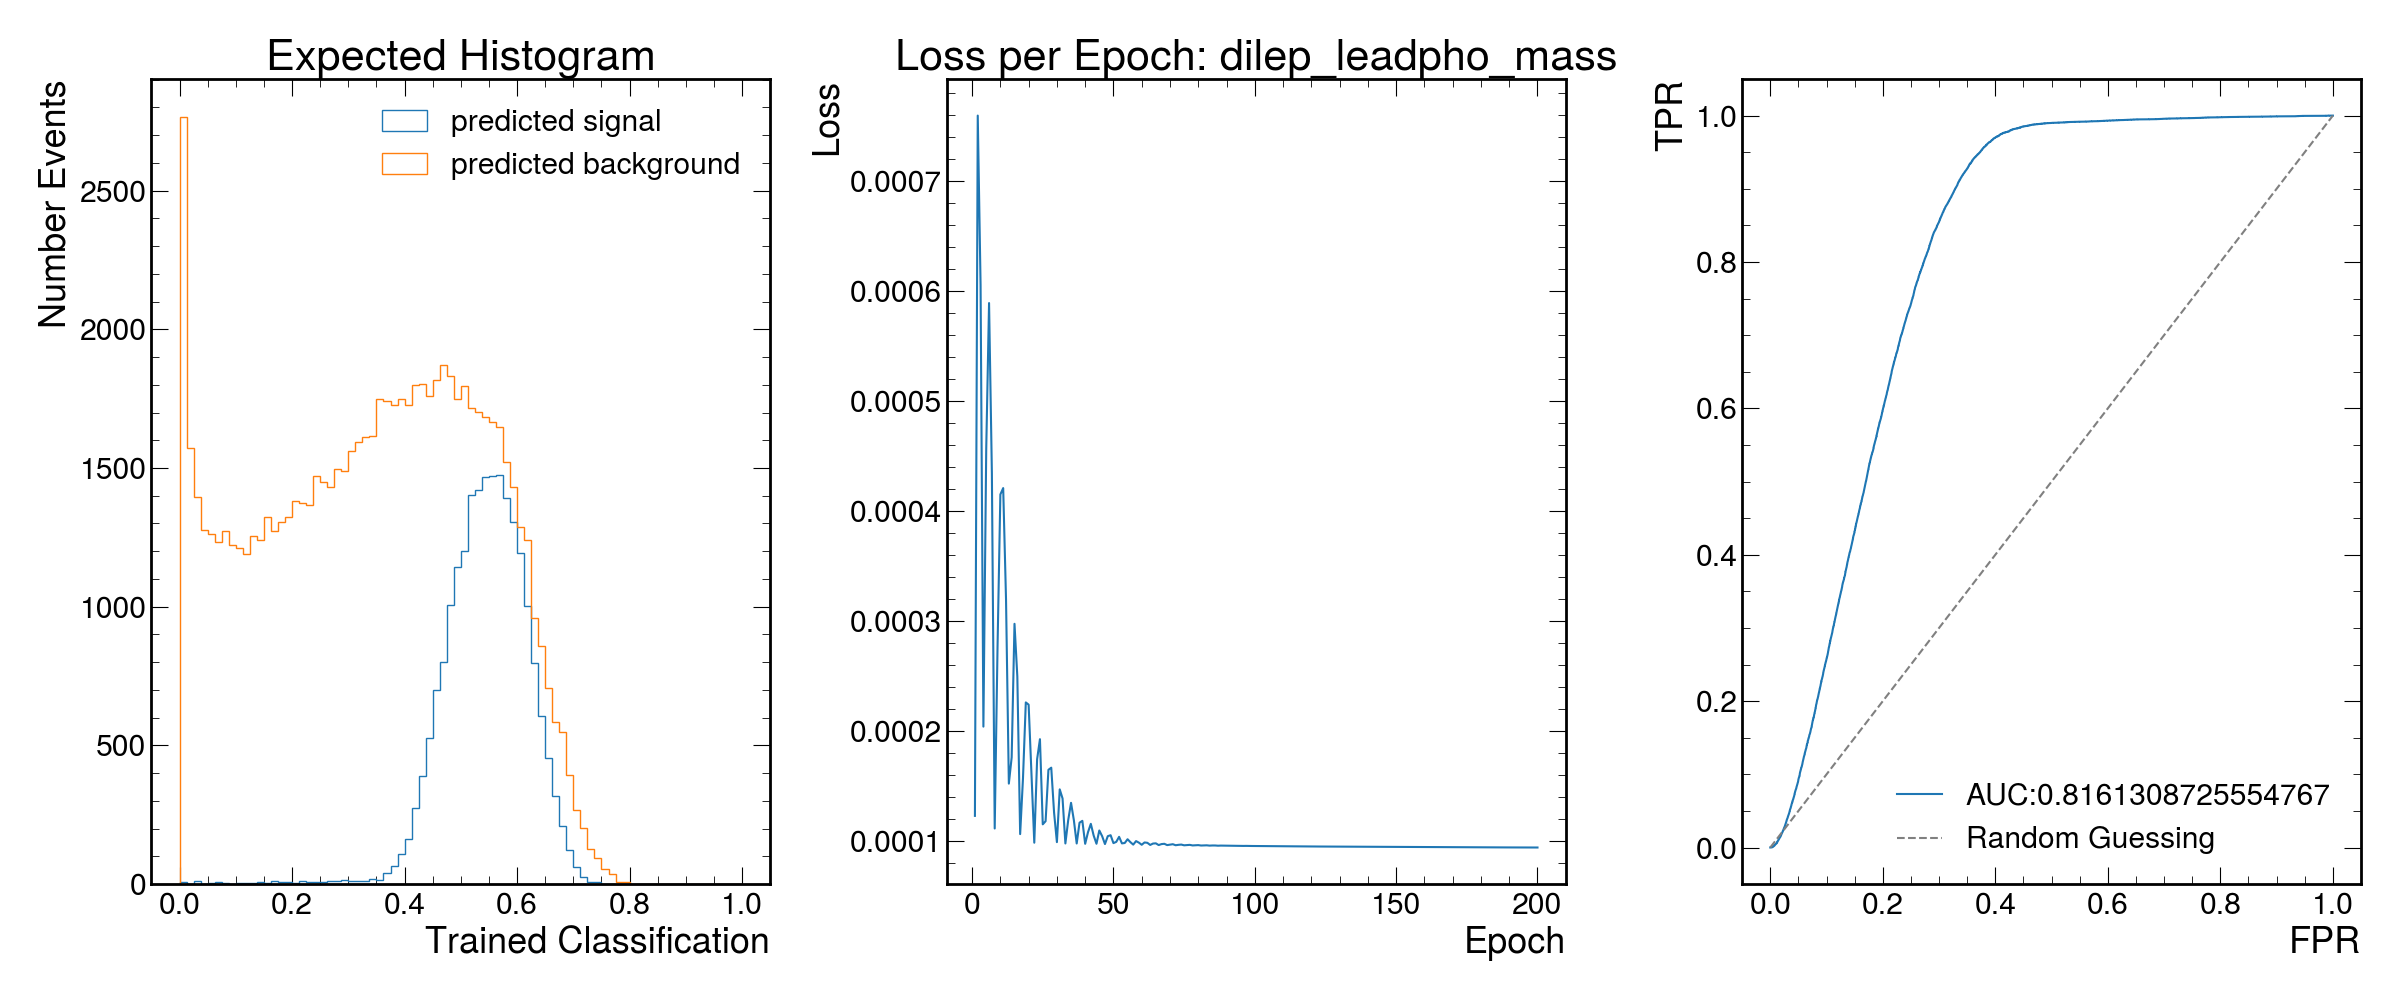 Expected Histogram
Number Events
predicted signal
predicted background
2500
2000
1500
1000
500
0
0.0 0.2 0.4 0.6 0.8 1.0
Trained Classification
Loss per Epoch: dilep_leadpho_mass
Loss
0.0007
0.0006
0.0005
0.0004
0.0003
0.0002
0.0001
0 50 100 150 200
Epoch
TPR
1.0
0.8
0.6
0.4
0.2
0.0
AUC:0.8161308725554767
Random Guessing
0.0 0.2 0.4 0.6 0.8 1.0
FPR